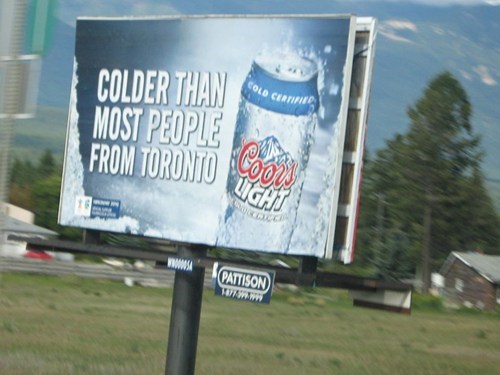 COLDER THAN
MOST PEOPLE
FROM TORONTO
COLD CERTIFIED
Coors
LIGHT
PATTISON
1-877-399-1999